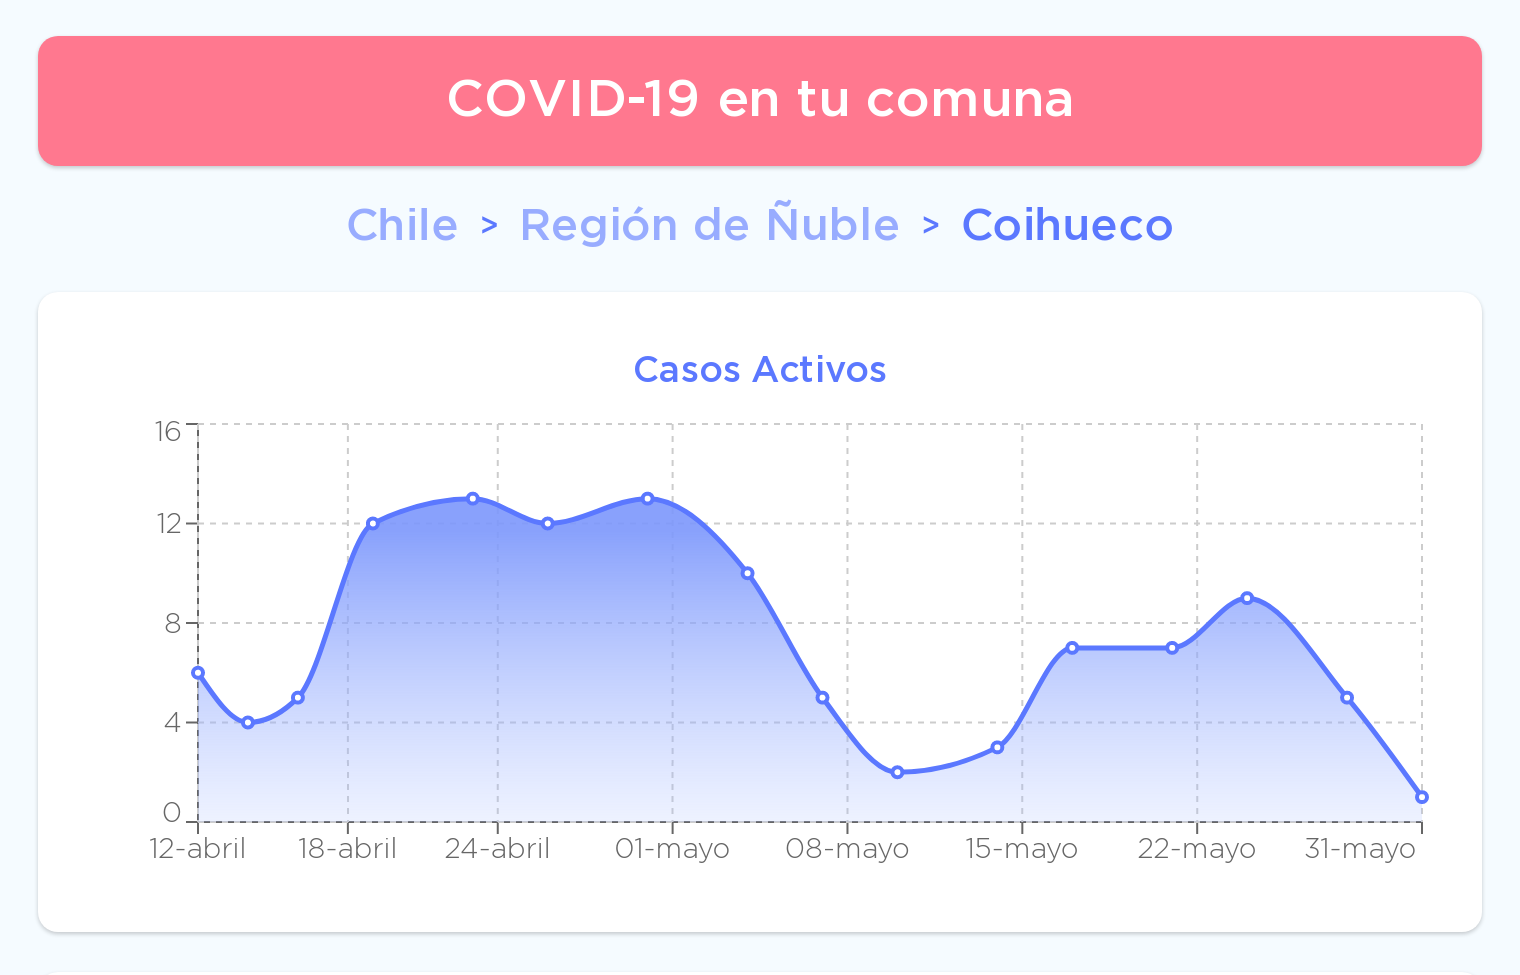 COVID-19 en tu comuna
Chile > Región de Ñuble > Coihueco
Casos Activos
16
12
8
4
0
12-abril 18-abril 24-abril 01-mayo 08-mayo 15-mayo 22-mayo 31-mayo